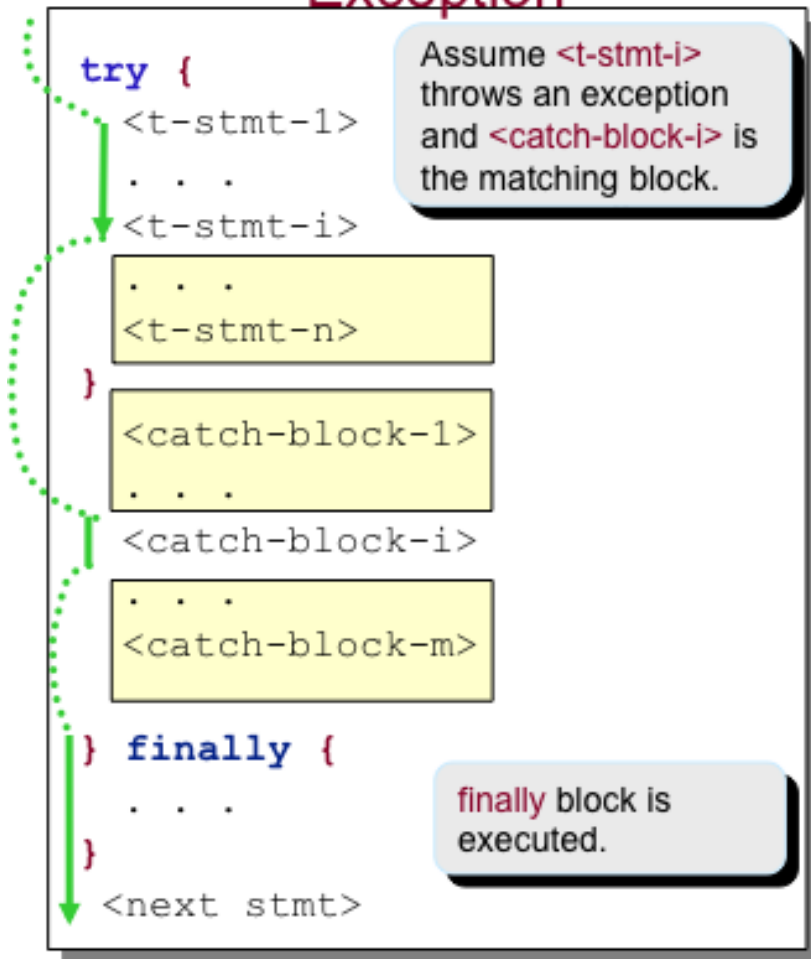 Exception
try {
Assume <t-stmt-i>
throws an exception
and <catch-block-i> is
the matching block.
<t-stmt-1>
. . .
<t-stmt-i>
. . .
<t-stmt-n>
}
<catch-block-1>
. . .
<catch-block-i>
. . .
<catch-block-m>
} finally {
. . .
}
finally block is
executed.
<next stmt>